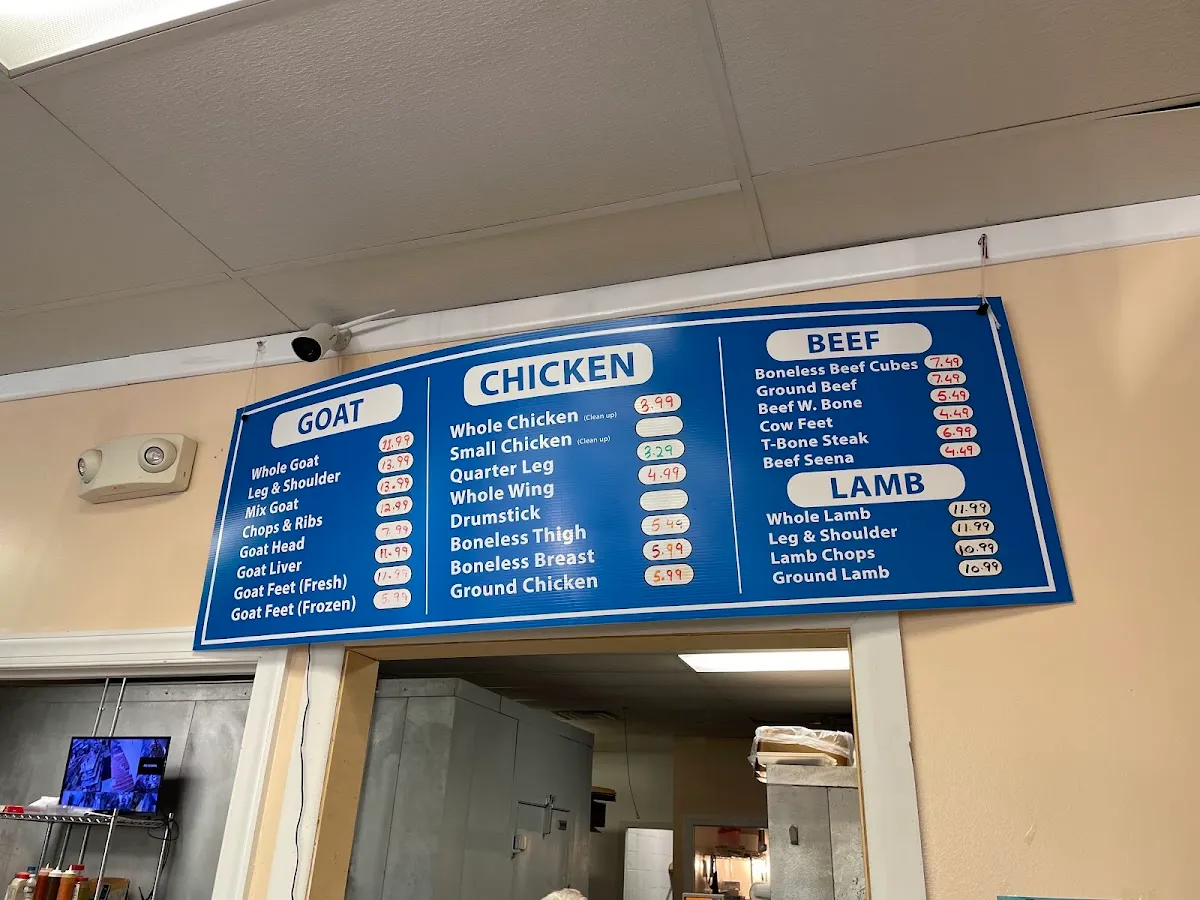 GOAT
Whole Goat 11.99
Leg & Shoulder 13.99
Mix Goat 13.99
Chops & Ribs 12.99
Goat Head 7.99
Goat Liver 11.99
Goat Feet (Fresh) 11.99
Goat Feet (Frozen) 5.99
CHICKEN
Whole Chicken (Clean up) 3.99
Small Chicken (Clean up)
Quarter Leg 3.29
Whole Wing 4.99
Drumstick
Boneless Thigh 5.49
Boneless Breast 5.99
Ground Chicken 5.99
BEEF
Boneless Beef Cubes 7.49
Ground Beef 7.49
Beef W. Bone 5.49
Cow Feet 4.49
T-Bone Steak 6.99
Beef Seena 4.49
LAMB
Whole Lamb 11.99
Leg & Shoulder 11.99
Lamb Chops 10.99
Ground Lamb 10.99